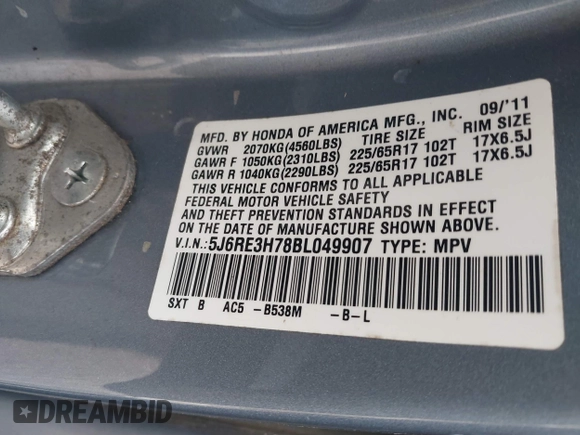 MFD. BY HONDA OF AMERICA MFG., INC. 09/'11
GVWR 2070KG(4560LBS) TIRE SIZE RIM SIZE
GAWR F 1050KG(2310LBS) 225/65R17 102T 17X6.5J
GAWR R 1040KG(2290LBS) 225/65R17 102T 17X6.5J
THIS VEHICLE CONFORMS TO ALL APPLICABLE
FEDERAL MOTOR VEHICLE SAFETY
AND THEFT PREVENTION STANDARDS IN EFFECT
ON THE DATE OF MANUFACTURE SHOWN ABOVE.
V.I.N.:5J6RE3H78BL049907 TYPE: MPV
SXT B AC5 -B538M -B-L
DREAMBID